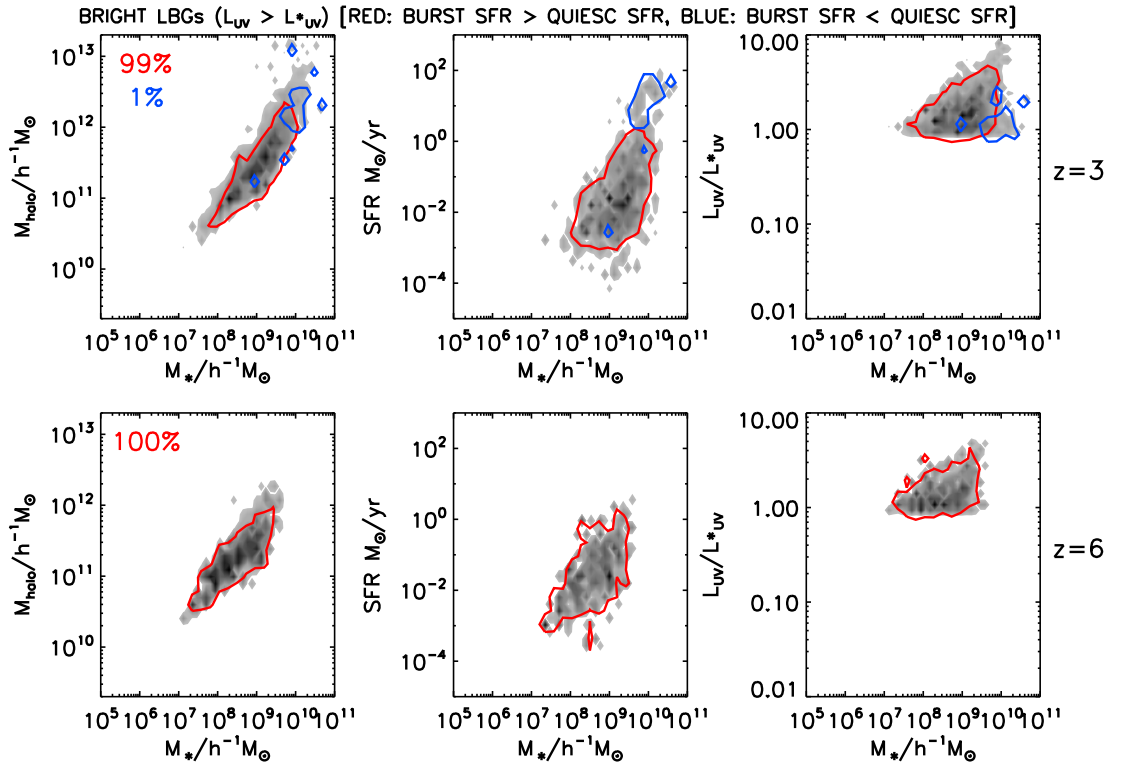 BRIGHT LBGs (L_UV > L*_UV) [RED: BURST SFR > QUIESC SFR, BLUE: BURST SFR < QUIESC SFR]
99%
1%
10^13
10^12
10^11
10^10
M_halo/h^-1M_⊙
10^5 10^6 10^7 10^8 10^9 10^10 10^11
M_*/h^-1M_⊙
10^2
10^0
10^-2
10^-4
SFR M_⊙/yr
10^5 10^6 10^7 10^8 10^9 10^10 10^11
M_*/h^-1M_⊙
10.00
1.00
0.10
0.01
L_UV/L*_UV
10^5 10^6 10^7 10^8 10^9 10^10 10^11
M_*/h^-1M_⊙
z=3
100%
10^13
10^12
10^11
10^10
M_halo/h^-1M_⊙
10^5 10^6 10^7 10^8 10^9 10^10 10^11
M_*/h^-1M_⊙
10^2
10^0
10^-2
10^-4
SFR M_⊙/yr
10^5 10^6 10^7 10^8 10^9 10^10 10^11
M_*/h^-1M_⊙
10.00
1.00
0.10
0.01
L_UV/L*_UV
10^5 10^6 10^7 10^8 10^9 10^10 10^11
M_*/h^-1M_⊙
z=6